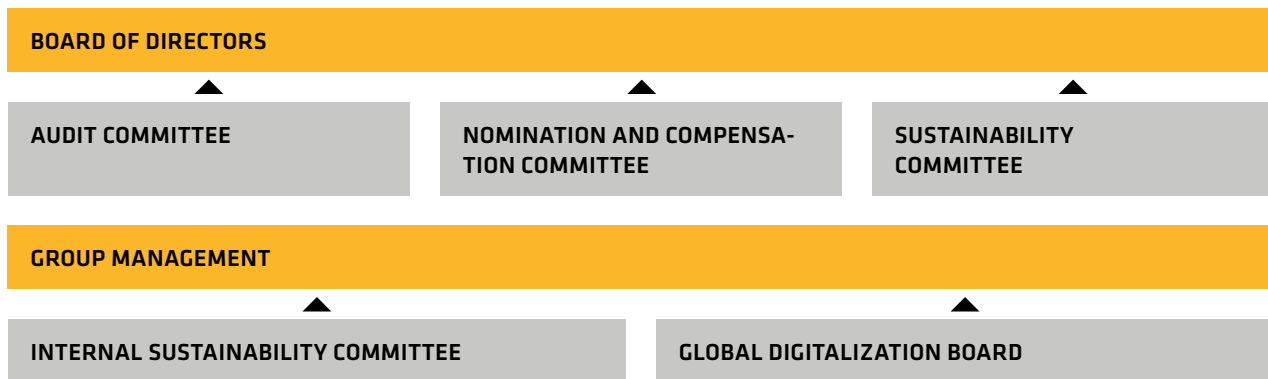 BOARD OF DIRECTORS
AUDIT COMMITTEE
NOMINATION AND COMPENSA-
TION COMMITTEE
SUSTAINABILITY
COMMITTEE
GROUP MANAGEMENT
INTERNAL SUSTAINABILITY COMMITTEE
GLOBAL DIGITALIZATION BOARD